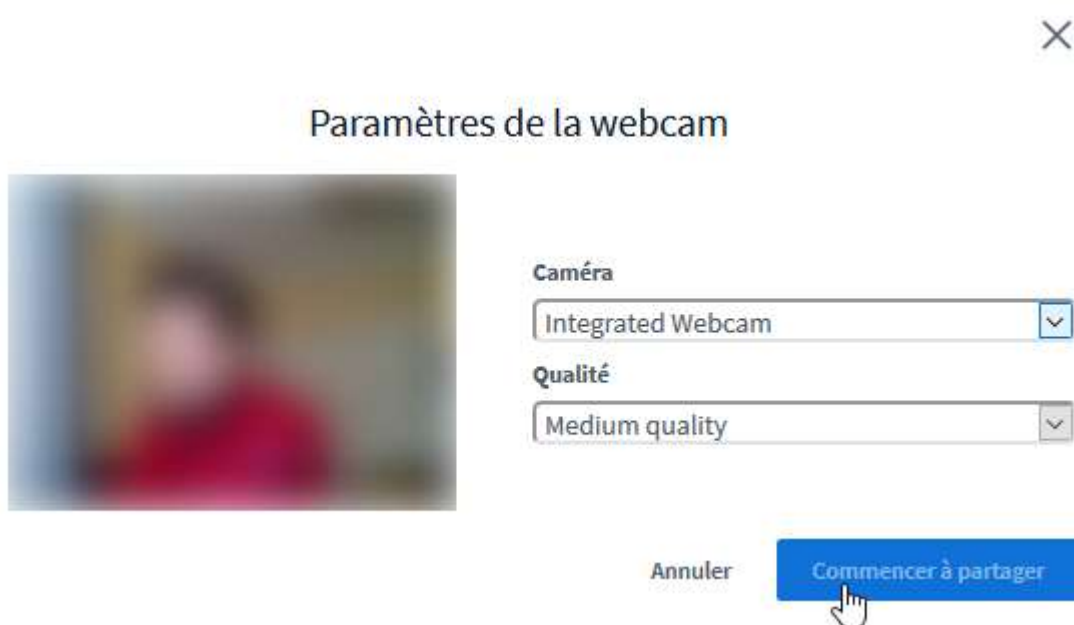 Paramètres de la webcam
Caméra
Integrated Webcam
Qualité
Medium quality
Annuler
Commencer à partager